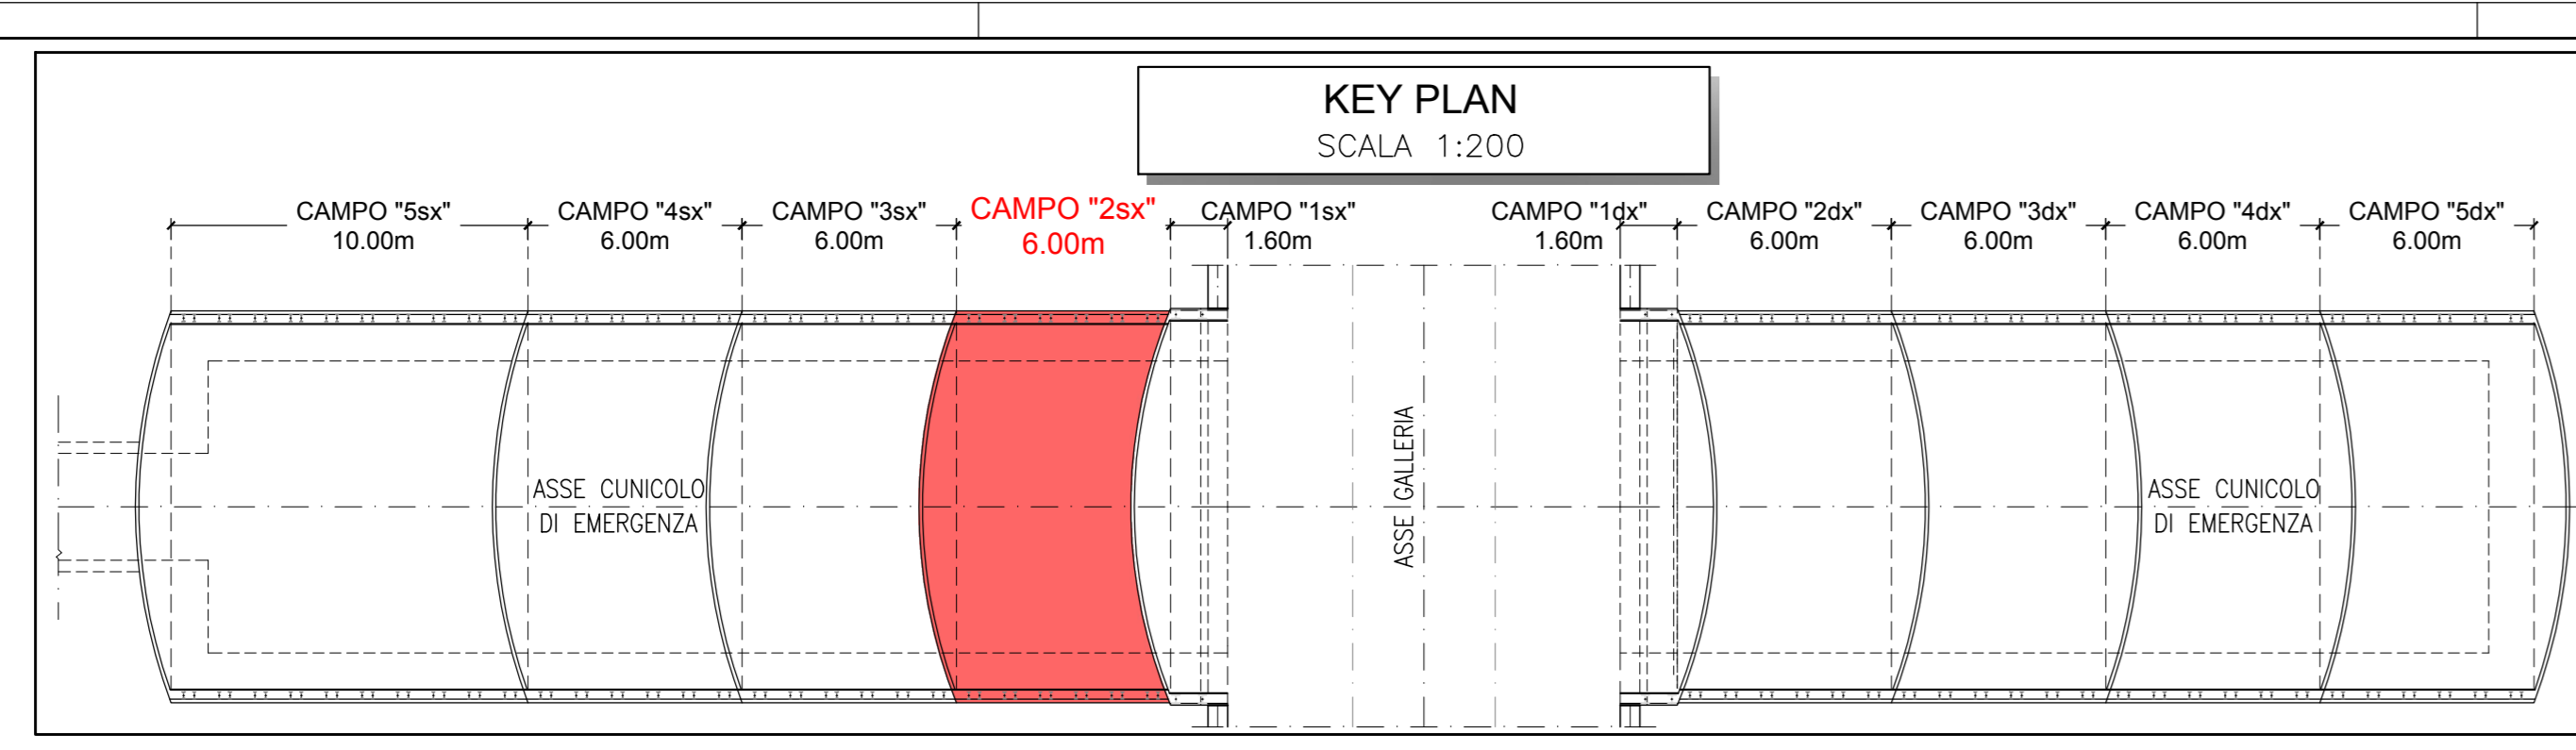 KEY PLAN
SCALA 1:200
CAMPO "5sx"
10.00m
CAMPO "4sx"
6.00m
CAMPO "3sx"
6.00m
CAMPO "2sx"
6.00m
CAMPO "1sx"
1.60m
CAMPO "1dx"
1.60m
CAMPO "2dx"
6.00m
CAMPO "3dx"
6.00m
CAMPO "4dx"
6.00m
CAMPO "5dx"
6.00m
ASSE CUNICOLO
DI EMERGENZA
ASSE GALLERIA
ASSE CUNICOLO
DI EMERGENZA